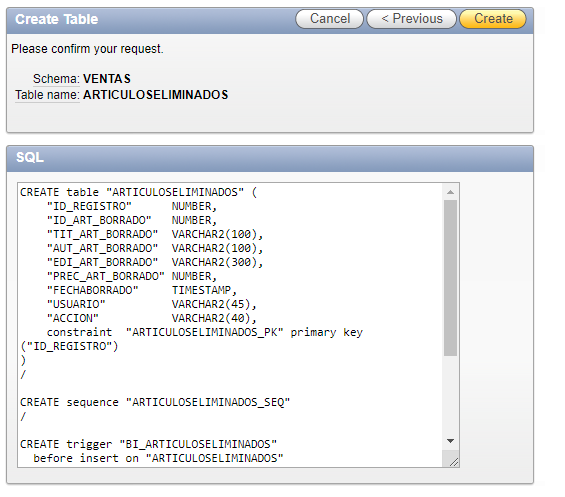 Create Table
Cancel
< Previous
Create
Please confirm your request.
Schema: VENTAS
Table name: ARTICULOSELIMINADOS
SQL
CREATE table "ARTICULOSELIMINADOS" (
    "ID_REGISTRO"      NUMBER,
    "ID_ART_BORRADO"   NUMBER,
    "TIT_ART_BORRADO"  VARCHAR2(100),
    "AUT_ART_BORRADO"  VARCHAR2(100),
    "EDI_ART_BORRADO"  VARCHAR2(300),
    "PREC_ART_BORRADO" NUMBER,
    "FECHABORRADO"     TIMESTAMP,
    "USUARIO"          VARCHAR2(45),
    "ACCION"           VARCHAR2(40),
    constraint  "ARTICULOSELIMINADOS_PK" primary key
("ID_REGISTRO")
)
/
CREATE sequence "ARTICULOSELIMINADOS_SEQ"
/
CREATE trigger "BI_ARTICULOSELIMINADOS"
  before insert on "ARTICULOSELIMINADOS"